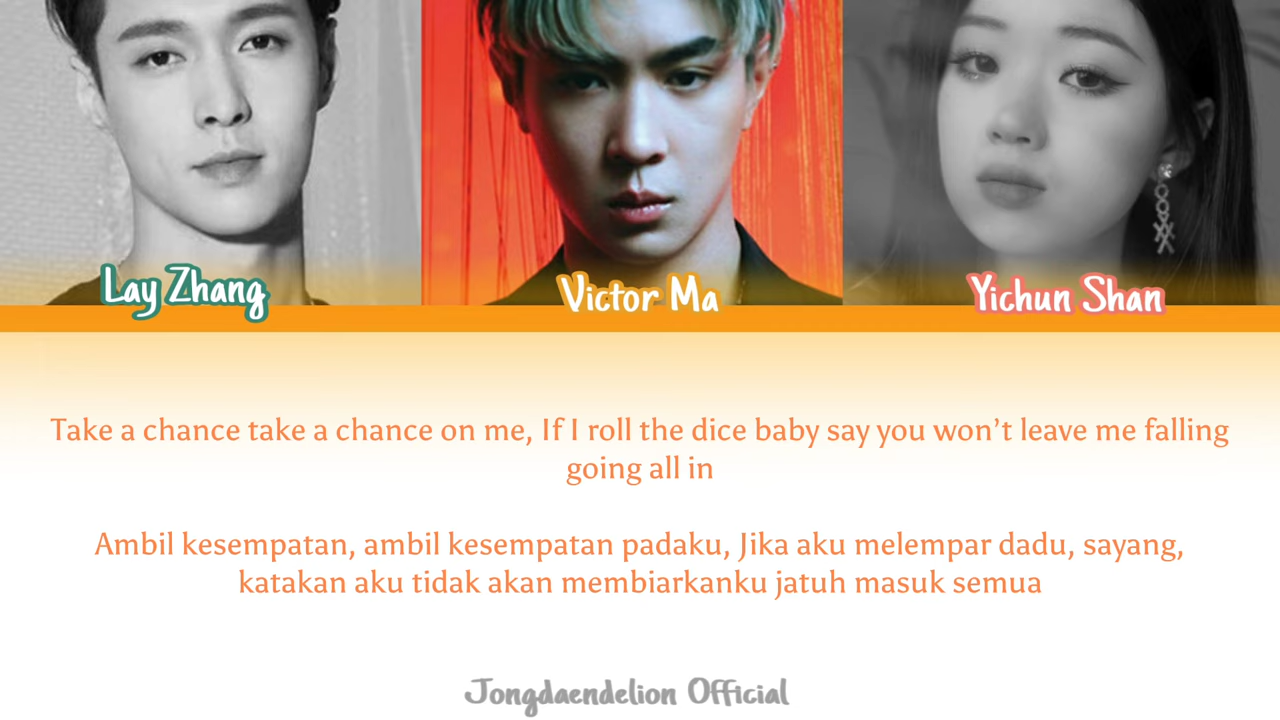 Lay Zhang
Victor Ma
Yichun Shan
Take a chance take a chance on me, If I roll the dice baby say you won’t leave me falling
going all in
Ambil kesempatan, ambil kesempatan padaku, Jika aku melempar dadu, sayang,
katakan aku tidak akan membiarkanku jatuh masuk semua
Jongdaendelion Official